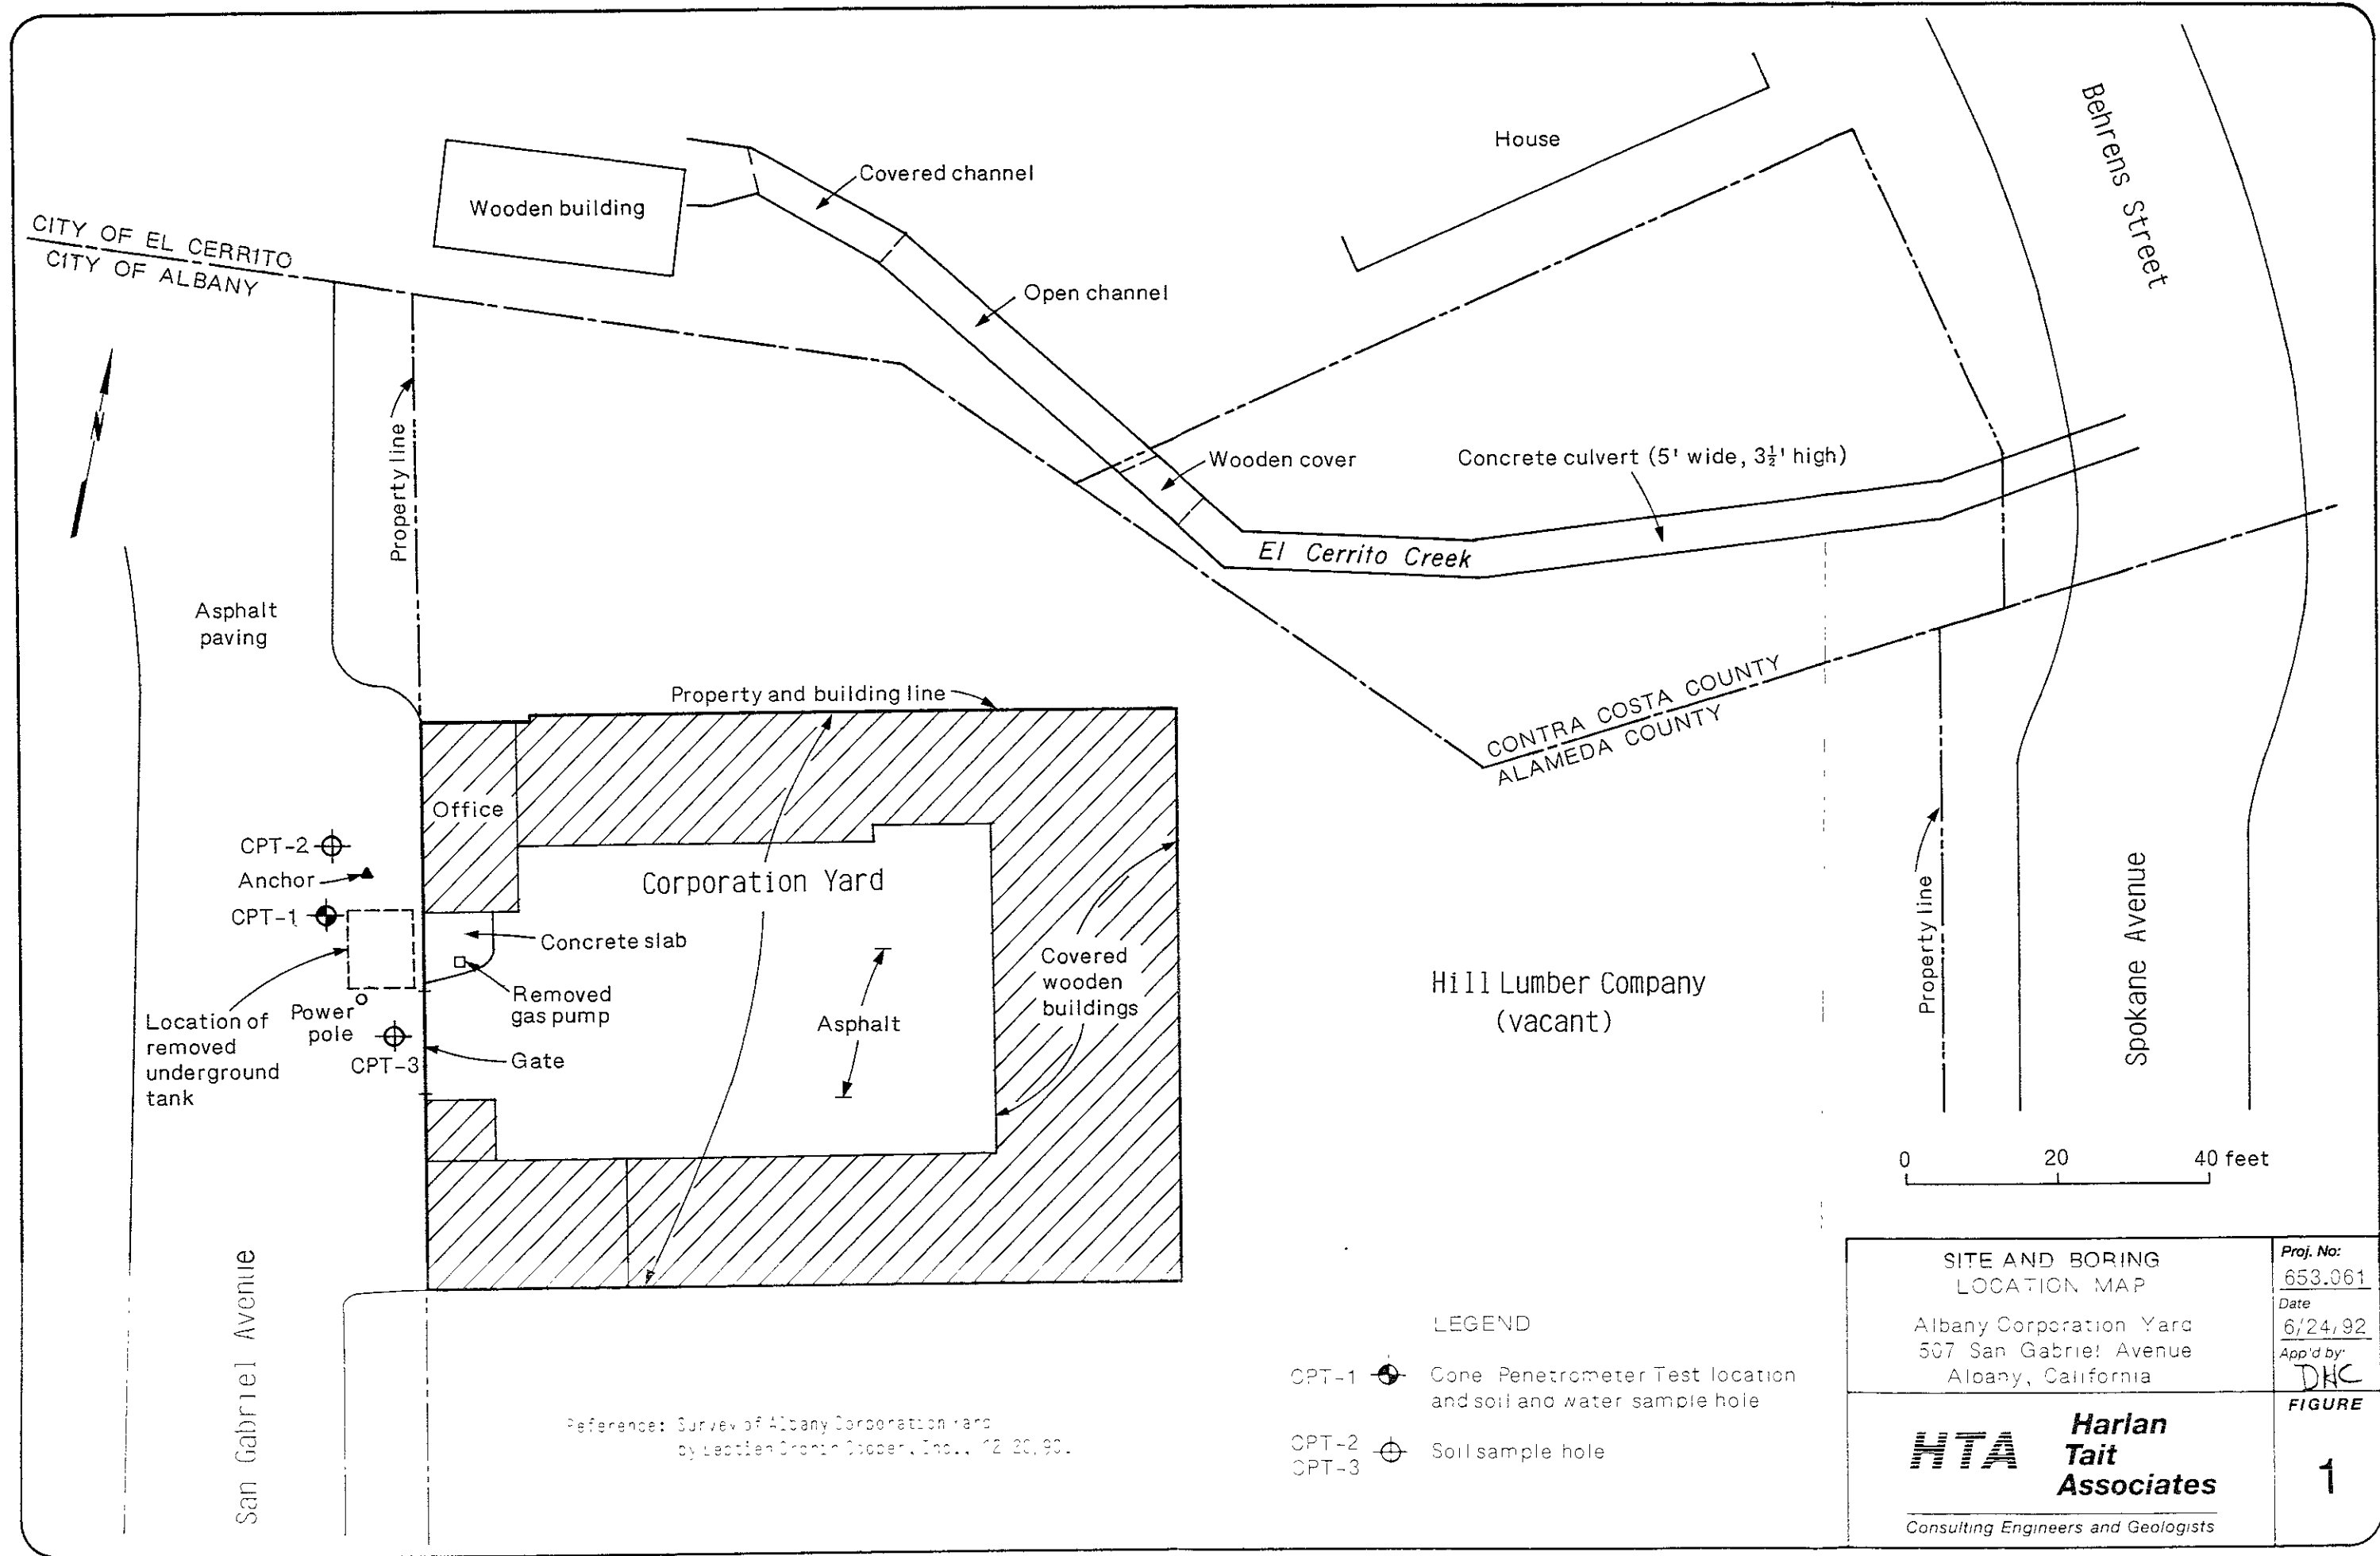 Behrens Street
House
Covered channel
Wooden building
CITY OF EL CERRITO
CITY OF ALBANY
Open channel
N
Property line
Wooden cover
Concrete culvert (5' wide, 3½' high)
El Cerrito Creek
Asphalt
paving
CONTRA COSTA COUNTY
ALAMEDA COUNTY
Property and building line
Office
CPT-2
Anchor
CPT-1
Corporation Yard
Concrete slab
Removed
gas pump
Covered
wooden
buildings
Asphalt
Location of
removed
underground
tank
Power
pole
CPT-3
Gate
Hill Lumber Company
(vacant)
Property line
Spokane Avenue
San Gabriel Avenue
0 20 40 feet
LEGEND
CPT-1 Cone Penetrometer Test location
and soil and water sample hole
CPT-2
CPT-3
Soil sample hole
Reference: Survey of Albany Corporation Yard
by
SITE AND BORING
LOCATION MAP
Albany Corporation Yard
507 San Gabriel Avenue
Albany, California
Proj. No:
653.061
Date
6/24/92
App'd by:
DHC
HTA
Harlan
Tait
Associates
Consulting Engineers and Geologists
FIGURE
1